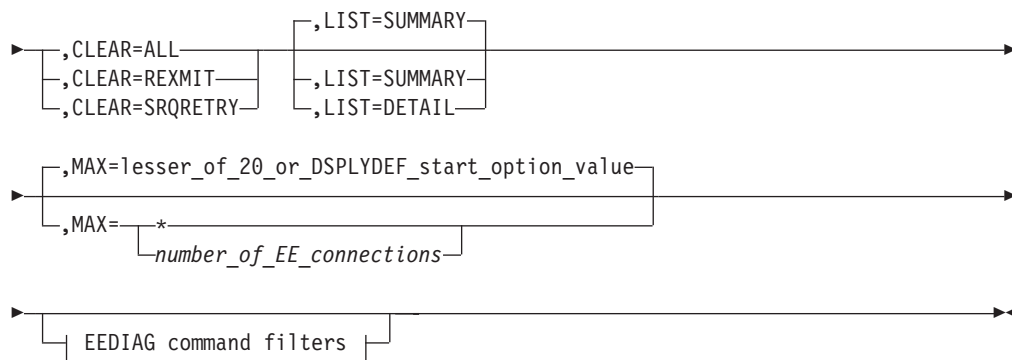 ,LIST=SUMMARY
,CLEAR=ALL
,CLEAR=REXMIT ,LIST=SUMMARY
,CLEAR=SRQRETRY ,LIST=DETAIL
,MAX=lesser_of_20_or_DSPLYDEF_start_option_value
,MAX= *
number_of_EE_connections
EEDIAG command filters